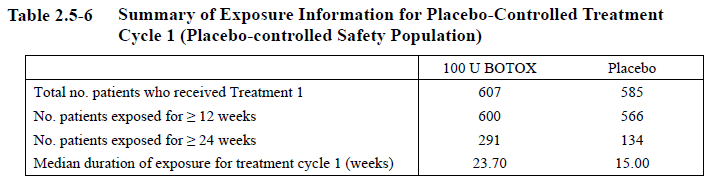 Table 2.5-6 Summary of Exposure Information for Placebo-Controlled Treatment
Cycle 1 (Placebo-controlled Safety Population)
100 U BOTOX Placebo
Total no. patients who received Treatment 1 607 585
No. patients exposed for ≥ 12 weeks 600 566
No. patients exposed for ≥ 24 weeks 291 134
Median duration of exposure for treatment cycle 1 (weeks) 23.70 15.00